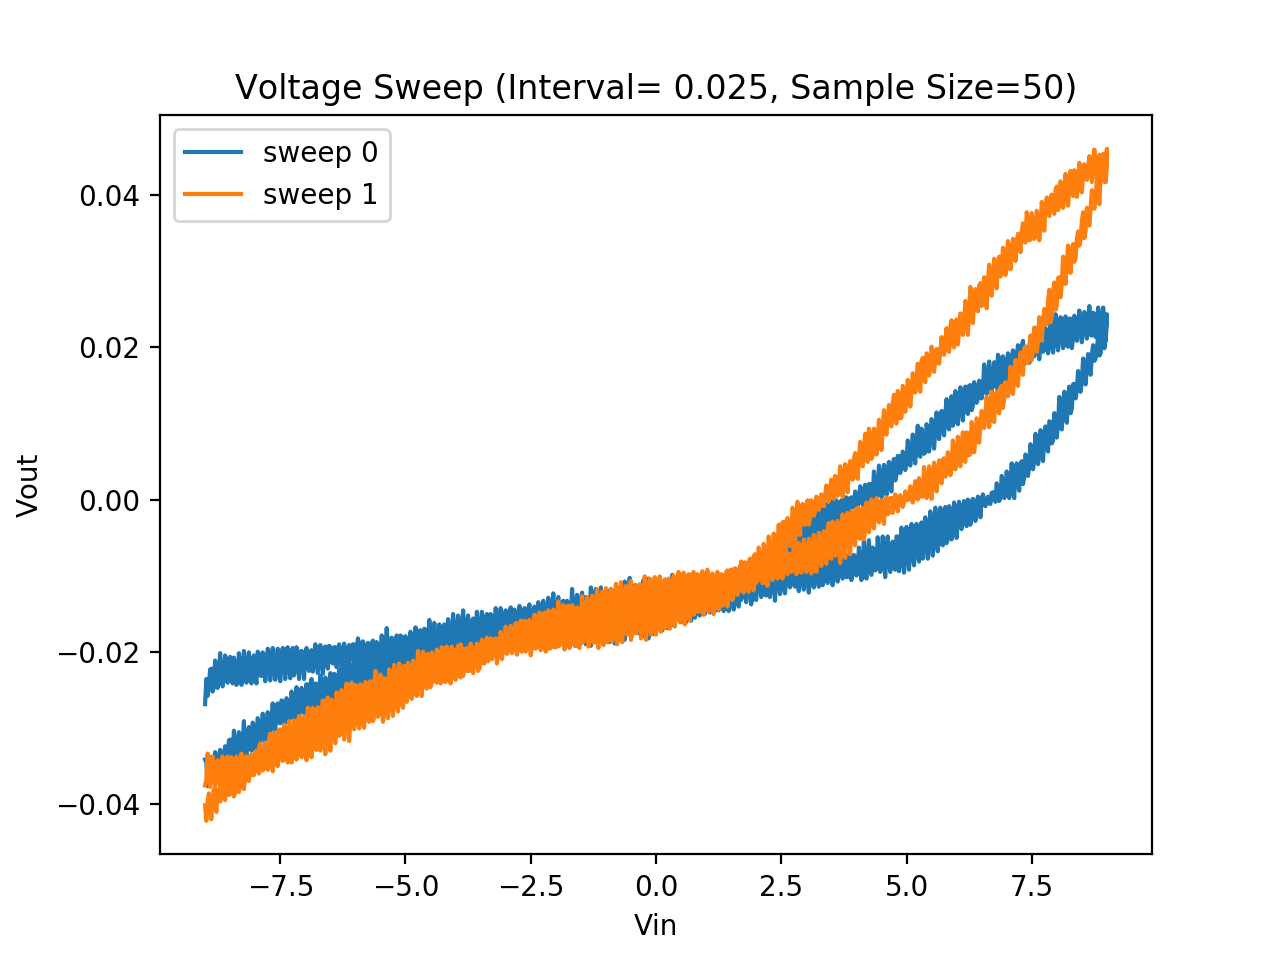 Voltage Sweep (Interval= 0.025, Sample Size=50)
sweep 0
sweep 1
0.04
0.02
0.00
−0.02
−0.04
Vout
−7.5 −5.0 −2.5 0.0 2.5 5.0 7.5
Vin